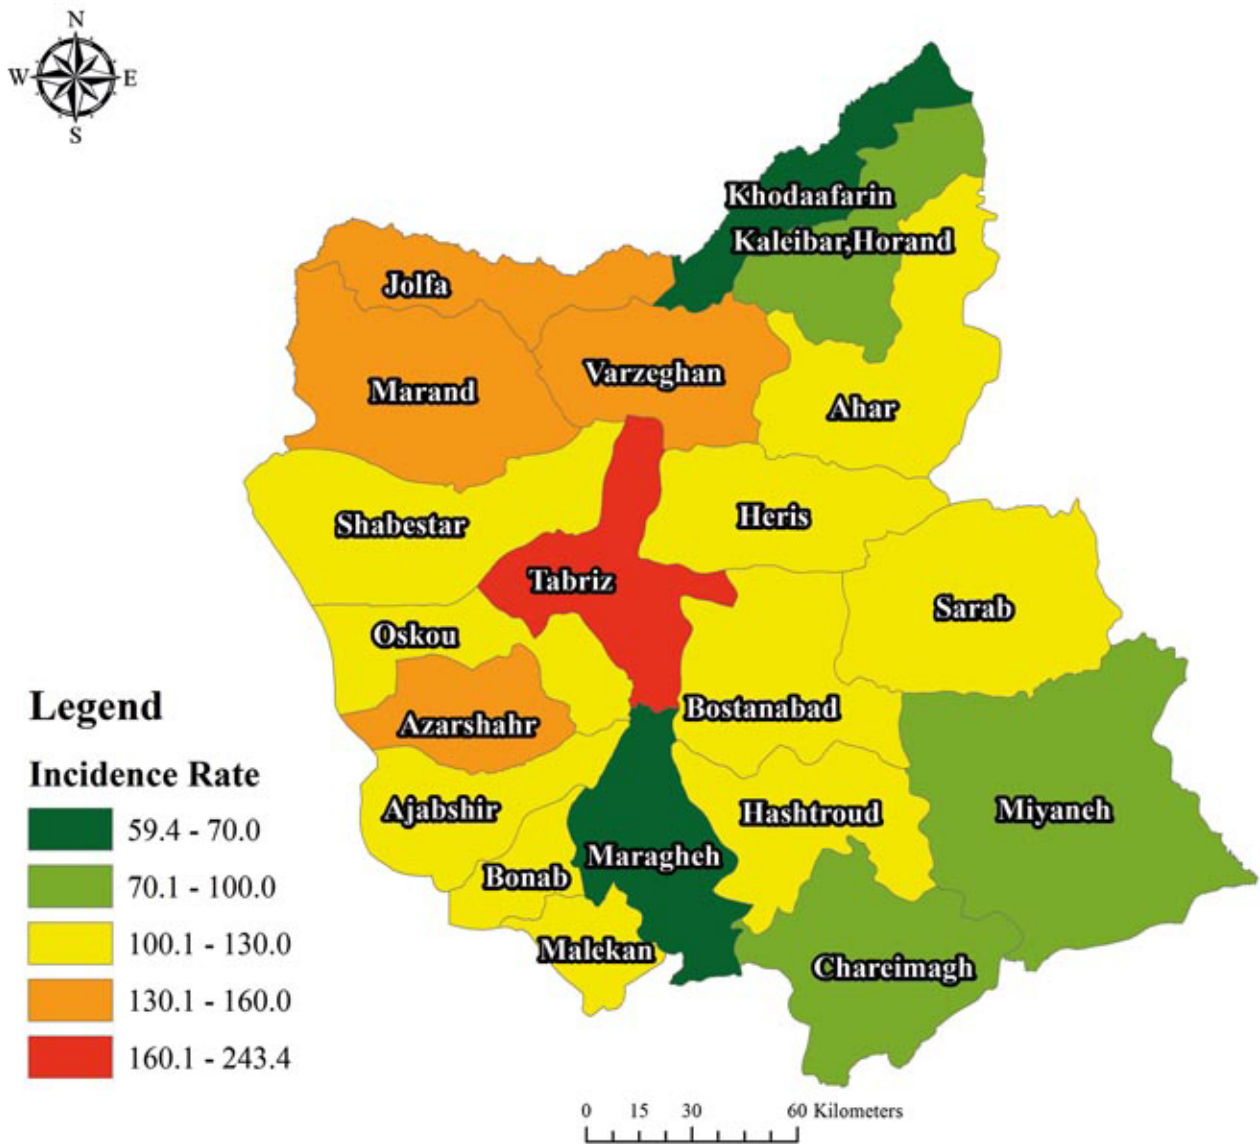 N
W E
S
Khodaafarin
Kaleibar,Horand
Jolfa
Varzeghan
Marand
Ahar
Heris
Shabestar
Tabriz
Sarab
Oskou
Bostanabad
Azarshahr
Ajabshir
Hashtroud
Miyaneh
Maragheh
Bonab
Malekan
Chareimagh
Legend
Incidence Rate
59.4 - 70.0
70.1 - 100.0
100.1 - 130.0
130.1 - 160.0
160.1 - 243.4
0 15 30 60 Kilometers